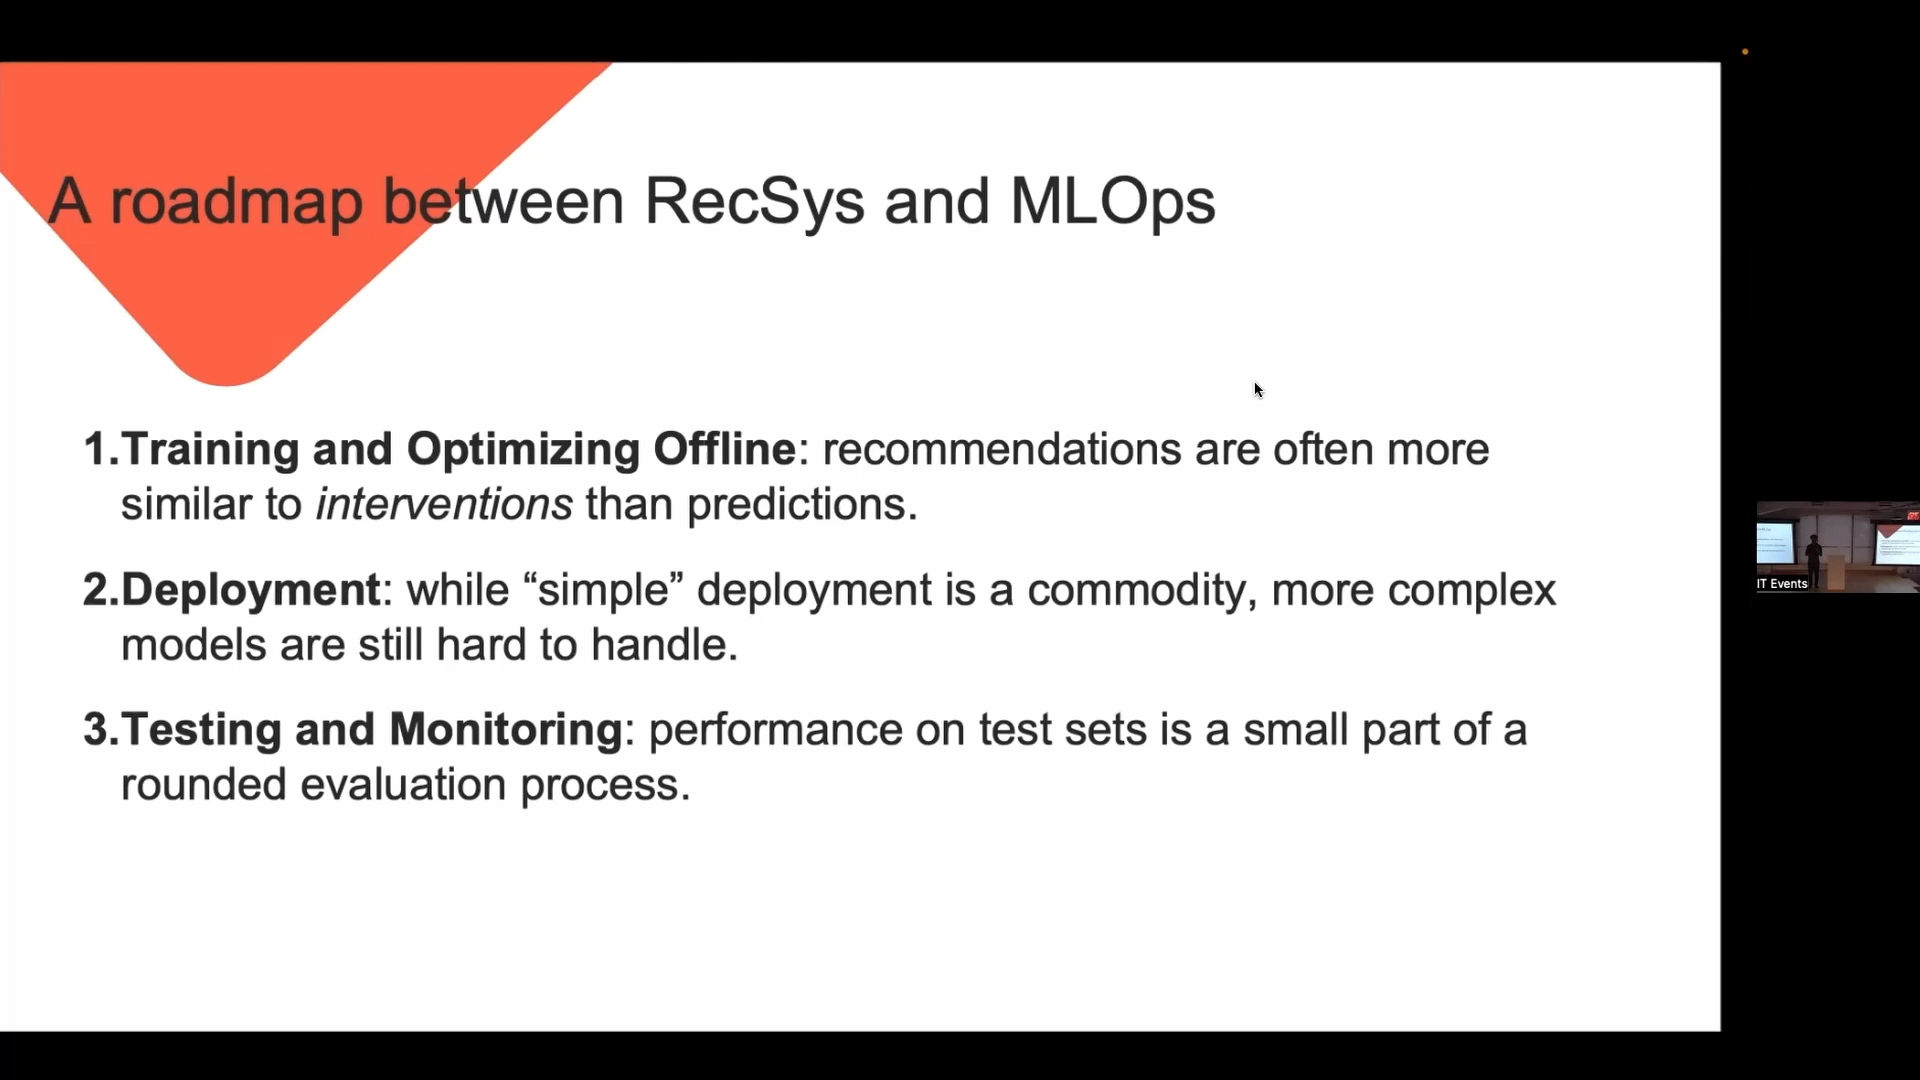 A roadmap between RecSys and MLOps
1.Training and Optimizing Offline: recommendations are often more
similar to interventions than predictions.
2.Deployment: while “simple” deployment is a commodity, more complex
models are still hard to handle.
3.Testing and Monitoring: performance on test sets is a small part of a
rounded evaluation process.
IT Events